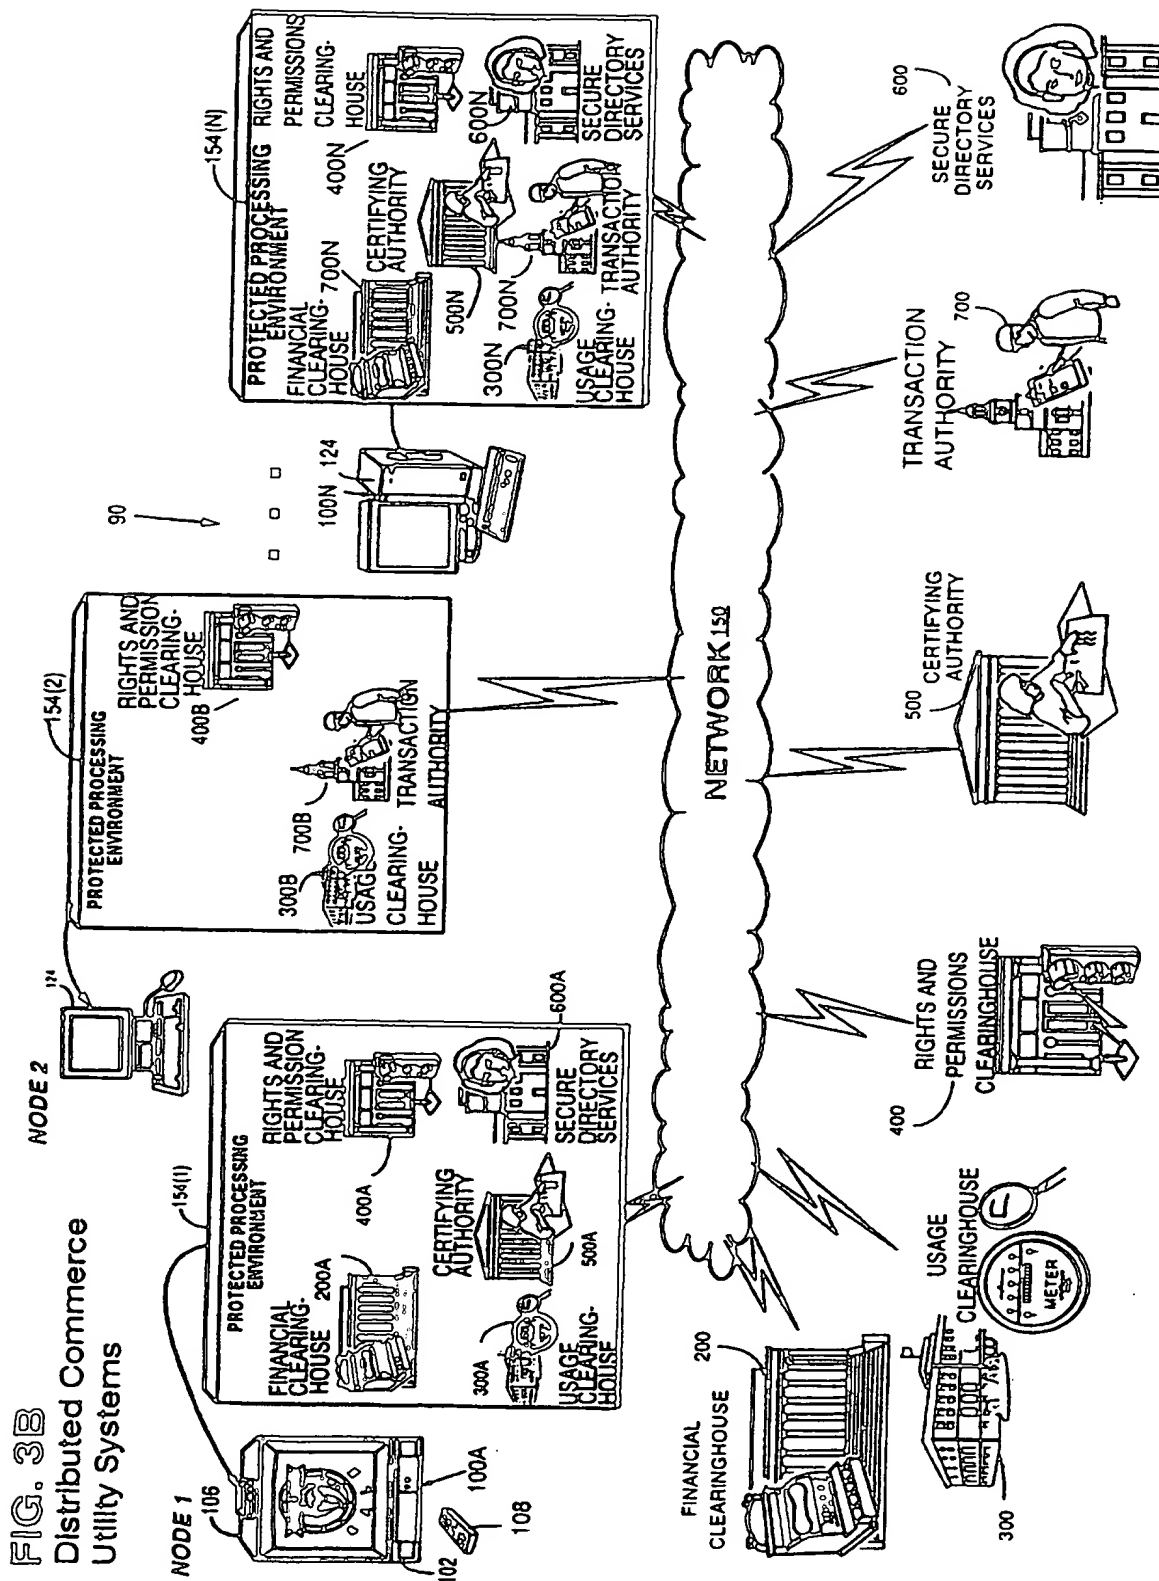 FIG. 3B
Distributed Commerce
Utility Systems
NODE 1
106
102
100A
108
NODE 2
124
154(1)
PROTECTED PROCESSING
ENVIRONMENT
FINANCIAL
CLEARING-
HOUSE
200A
RIGHTS AND
PERMISSION
CLEARING-
HOUSE
400A
CERTIFYING
AUTHORITY
500A
300A
USAGE
CLEARING-
HOUSE
SECURE
DIRECTORY
SERVICES
600A
154(2)
PROTECTED PROCESSING
ENVIRONMENT
RIGHTS AND
PERMISSION
CLEARING-
HOUSE
400B
300B
USAGE
CLEARING-
HOUSE
700B
TRANSACTION
AUTHORITY
90
100N
124
154(N)
PROTECTED PROCESSING
ENVIRONMENT
FINANCIAL
CLEARING-
HOUSE
700N
RIGHTS AND
PERMISSIONS
CLEARING-
HOUSE
400N
CERTIFYING
AUTHORITY
500N
300N
USAGE
CLEARING-
HOUSE
700N
TRANSACTION
AUTHORITY
600N
SECURE
DIRECTORY
SERVICES
NETWORK 150
FINANCIAL
CLEARINGHOUSE
200
300
USAGE
CLEARINGHOUSE
METER
400
RIGHTS AND
PERMISSIONS
CLEARINGHOUSE
500
CERTIFYING
AUTHORITY
TRANSACTION
AUTHORITY
700
600
SECURE
DIRECTORY
SERVICES